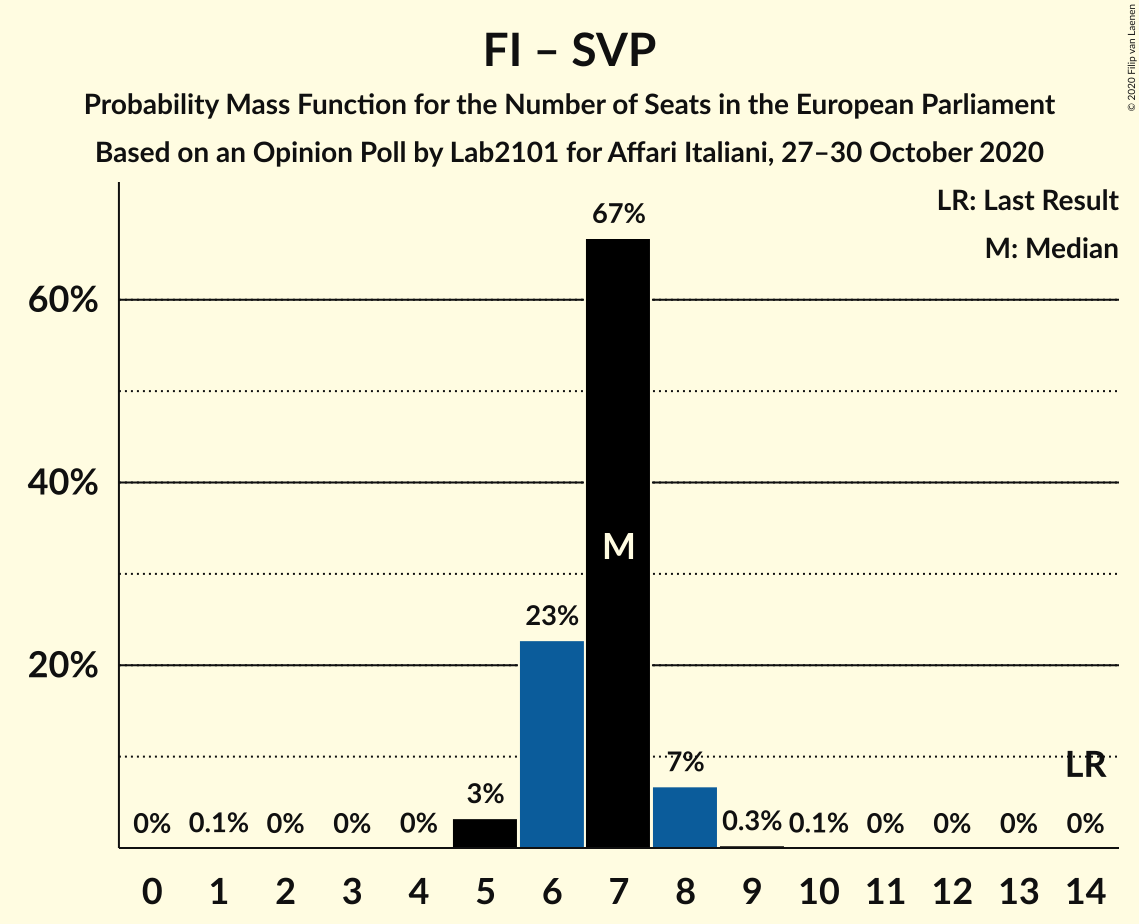 FI – SVP
Probability Mass Function for the Number of Seats in the European Parliament
Based on an Opinion Poll by Lab2101 for Affari Italiani, 27–30 October 2020
© 2020 Filip van Laenen
LR: Last Result
M: Median
67%
60%
40%
M
23%
20%
7%
LR
3%
0% 0.1% 0% 0% 0% 0.3% 0.1% 0% 0% 0% 0%
0 1 2 3 4 5 6 7 8 9 10 11 12 13 14